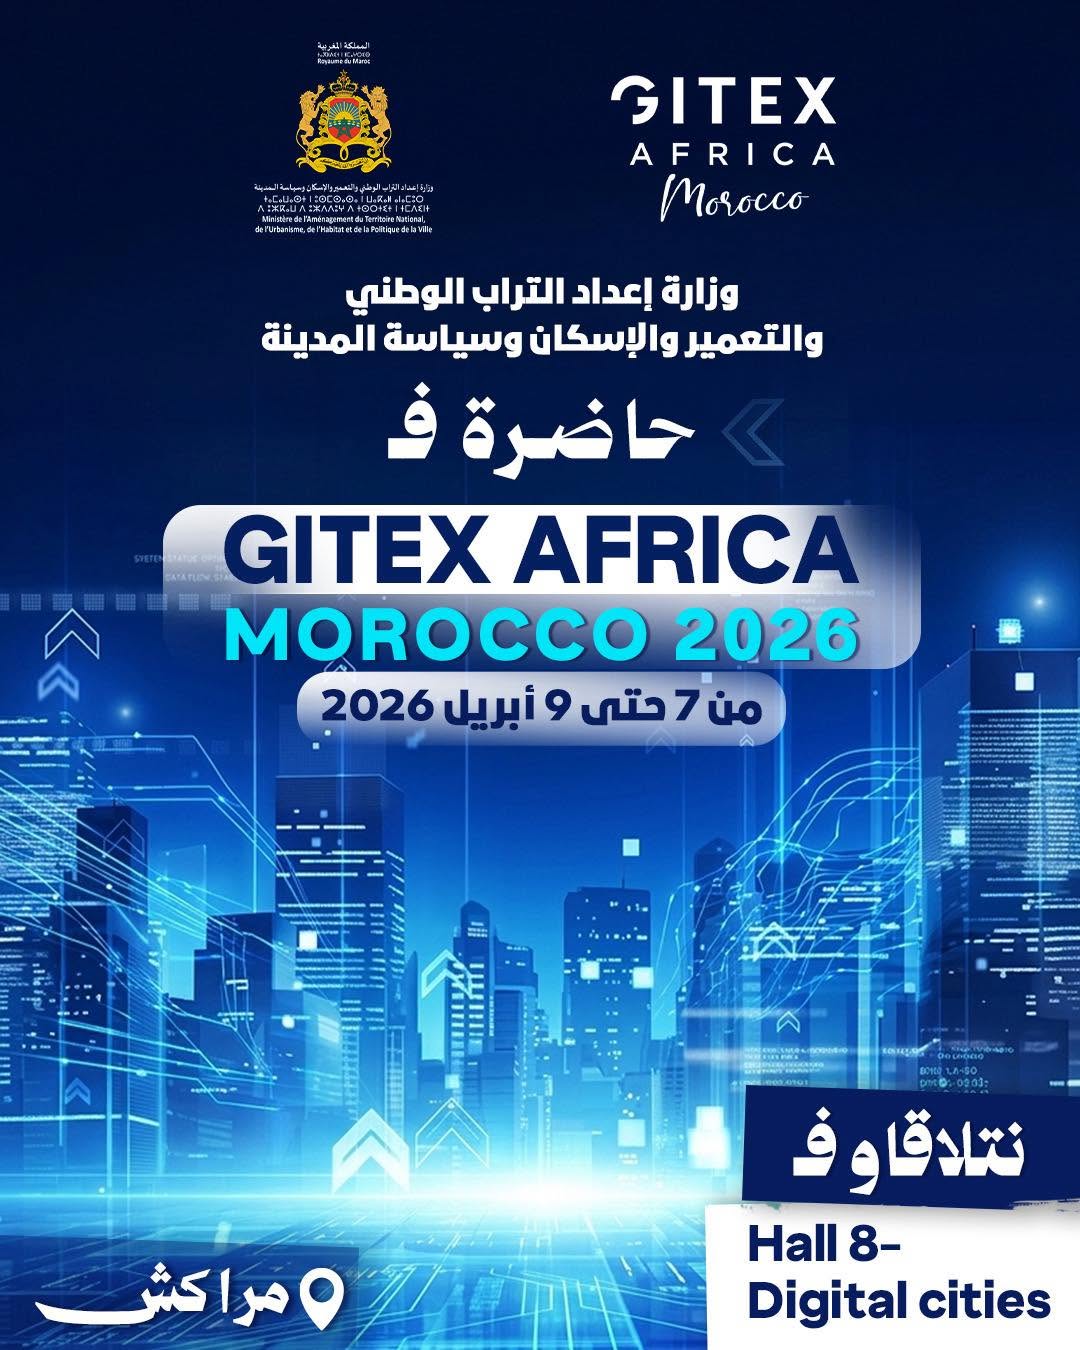 المملكة المغربية
Royaume du Maroc
وزارة إعداد التراب الوطني والتعمير والإسكان وسياسة المدينة
Ministère de l'Aménagement du Territoire National,
de l'Urbanisme, de l'Habitat et de la Politique de la Ville
GITEX
AFRICA
Morocco
وزارة إعداد التراب الوطني
والتعمير والإسكان وسياسة المدينة
حاضرة ف
GITEX AFRICA
MOROCCO 2026
من 7 حتى 9 أبريل 2026
نتلاقاو ف
Hall 8-
Digital cities
مراكش